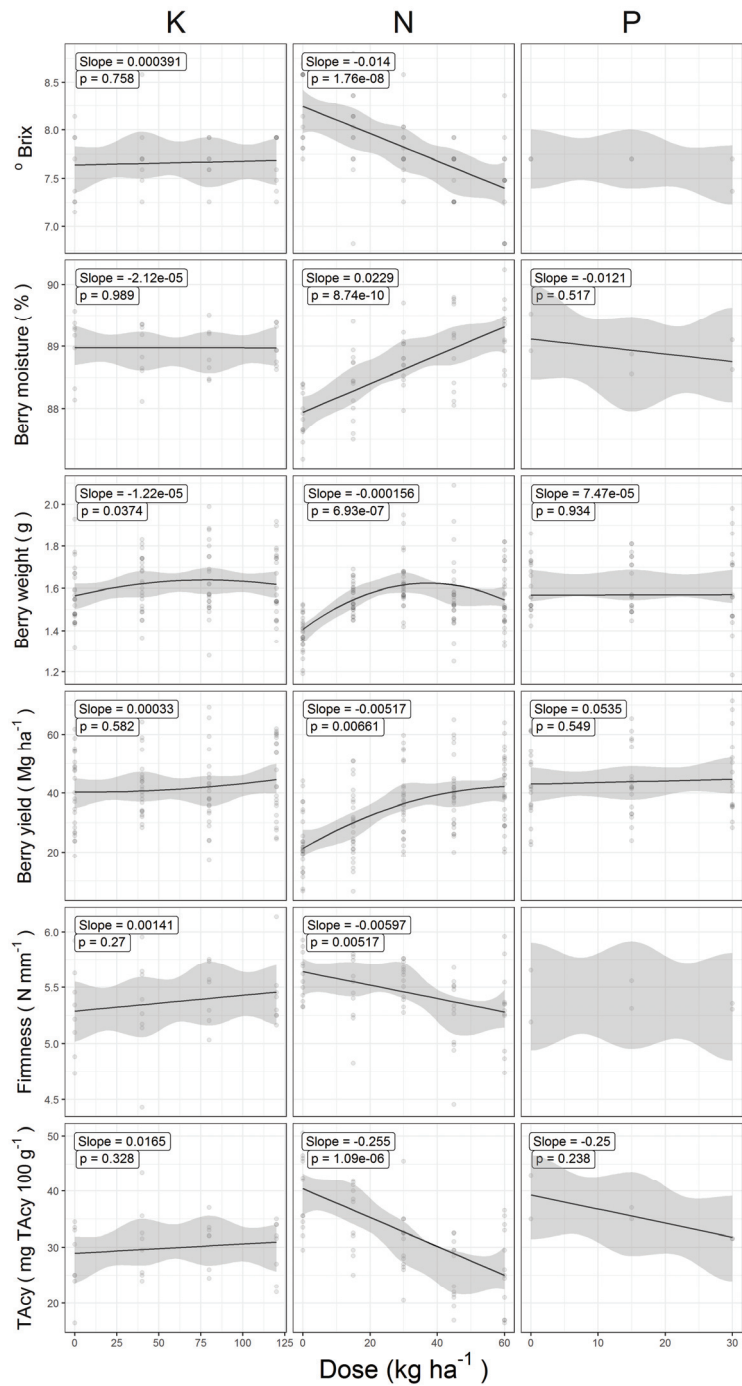 K N P
Slope = 0.000391
p = 0.758
Slope = -0.014
p = 1.76e-08
º Brix
8.5
8.0
7.5
7.0
Slope = -2.12e-05
p = 0.989
Slope = 0.0229
p = 8.74e-10
Slope = -0.0121
p = 0.517
Berry moisture ( % )
90
89
88
Slope = -1.22e-05
p = 0.0374
Slope = -0.000156
p = 6.93e-07
Slope = 7.47e-05
p = 0.934
Berry weight ( g )
2.0
1.8
1.6
1.4
1.2
Slope = 0.00033
p = 0.582
Slope = -0.00517
p = 0.00661
Slope = 0.0535
p = 0.549
Berry yield ( Mg ha⁻¹ )
60
40
20
Slope = 0.00141
p = 0.27
Slope = -0.00597
p = 0.00517
Firmness ( N mm⁻¹ )
6.0
5.5
5.0
4.5
Slope = 0.0165
p = 0.328
Slope = -0.255
p = 1.09e-06
Slope = -0.25
p = 0.238
TAcy ( mg TAcy 100 g⁻¹ )
50
40
30
20
0 25 50 75 100 125 0 20 40 60 0 10 20 30
Dose (kg ha⁻¹ )